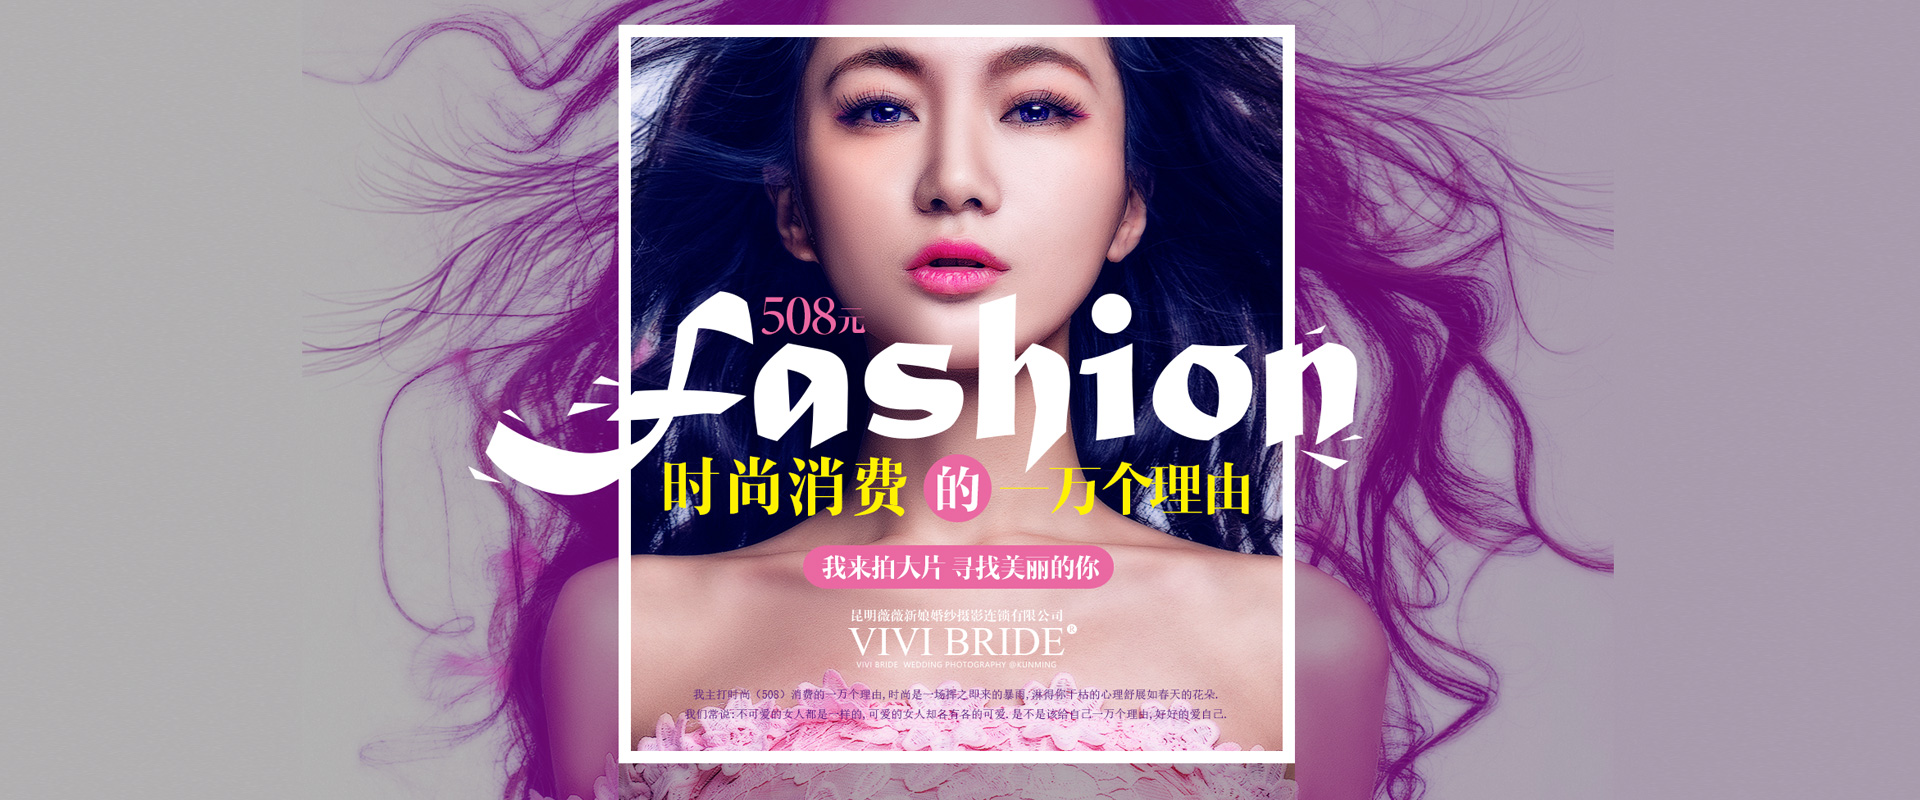 508元
fashion
时尚消费的一万个理由
我来拍大片 寻找美丽的你
昆明薇薇新娘婚纱摄影连锁有限公司
VIVI BRIDE®
VIVI BRIDE WEDDING PHOTOGRAPHY @KUNMING
我主打时尚（508）消费的一万个理由, 时尚是一场挥之即来的暴雨, 淋得你干枯的心理舒展如春天的花朵.
我们常说: 不可爱的女人都是一样的, 可爱的女人却各有各的可爱. 是不是该给自己一万个理由, 好好的爱自己.